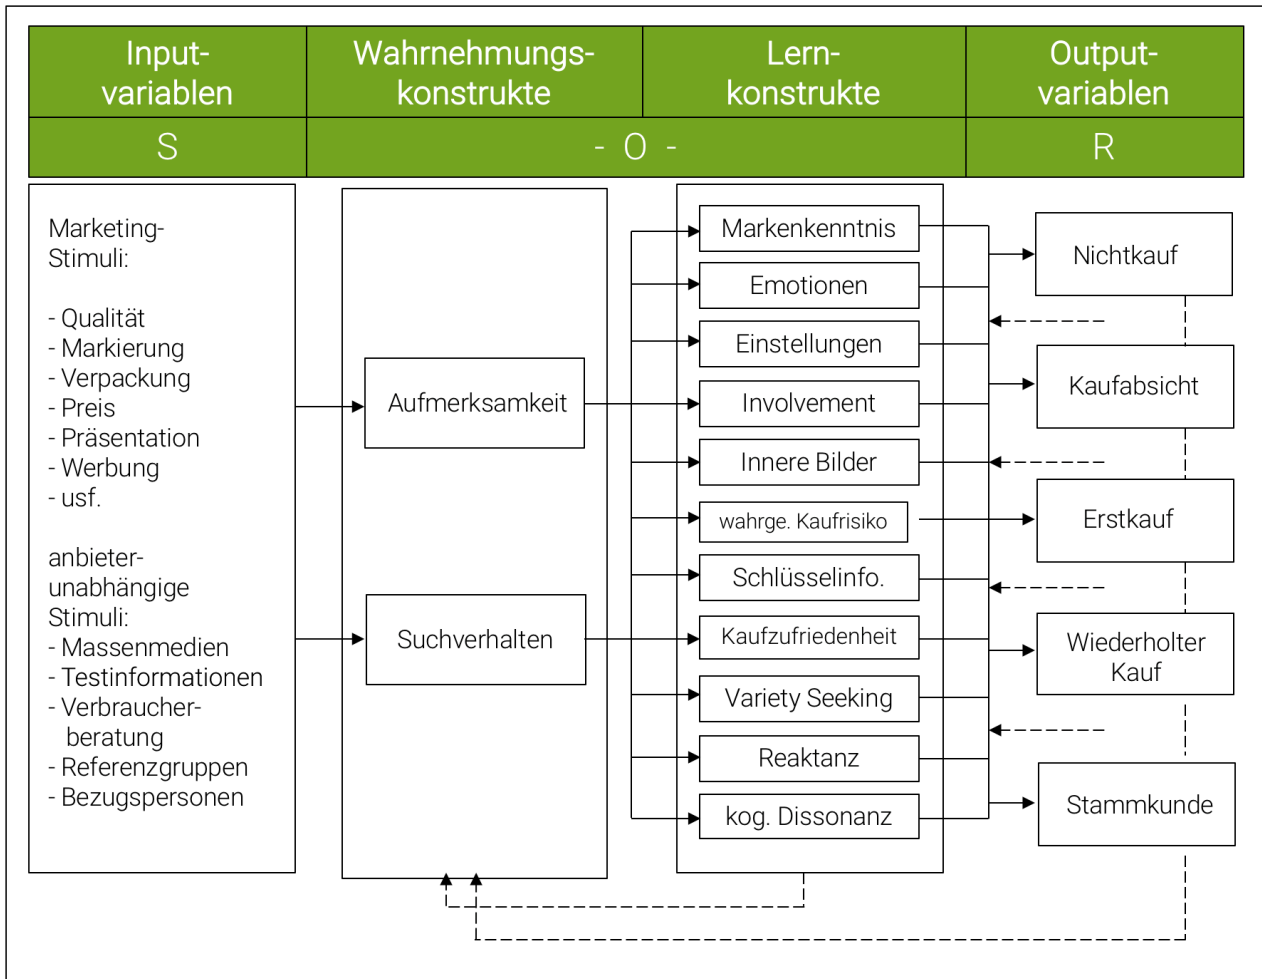 Input-
variablen
Wahrnehmungs-
konstrukte
Lern-
konstrukte
Output-
variablen
S
- O -
R
Marketing-
Stimuli:
- Qualität
- Markierung
- Verpackung
- Preis
- Präsentation
- Werbung
- usf.
anbieter-
unabhängige
Stimuli:
- Massenmedien
- Testinformationen
- Verbraucher-
beratung
- Referenzgruppen
- Bezugspersonen
Aufmerksamkeit
Suchverhalten
Markenkenntnis
Emotionen
Einstellungen
Involvement
Innere Bilder
wahrge. Kaufrisiko
Schlüsselinfo.
Kaufzufriedenheit
Variety Seeking
Reaktanz
kog. Dissonanz
Nichtkauf
Kaufabsicht
Erstkauf
Wiederholter
Kauf
Stammkunde